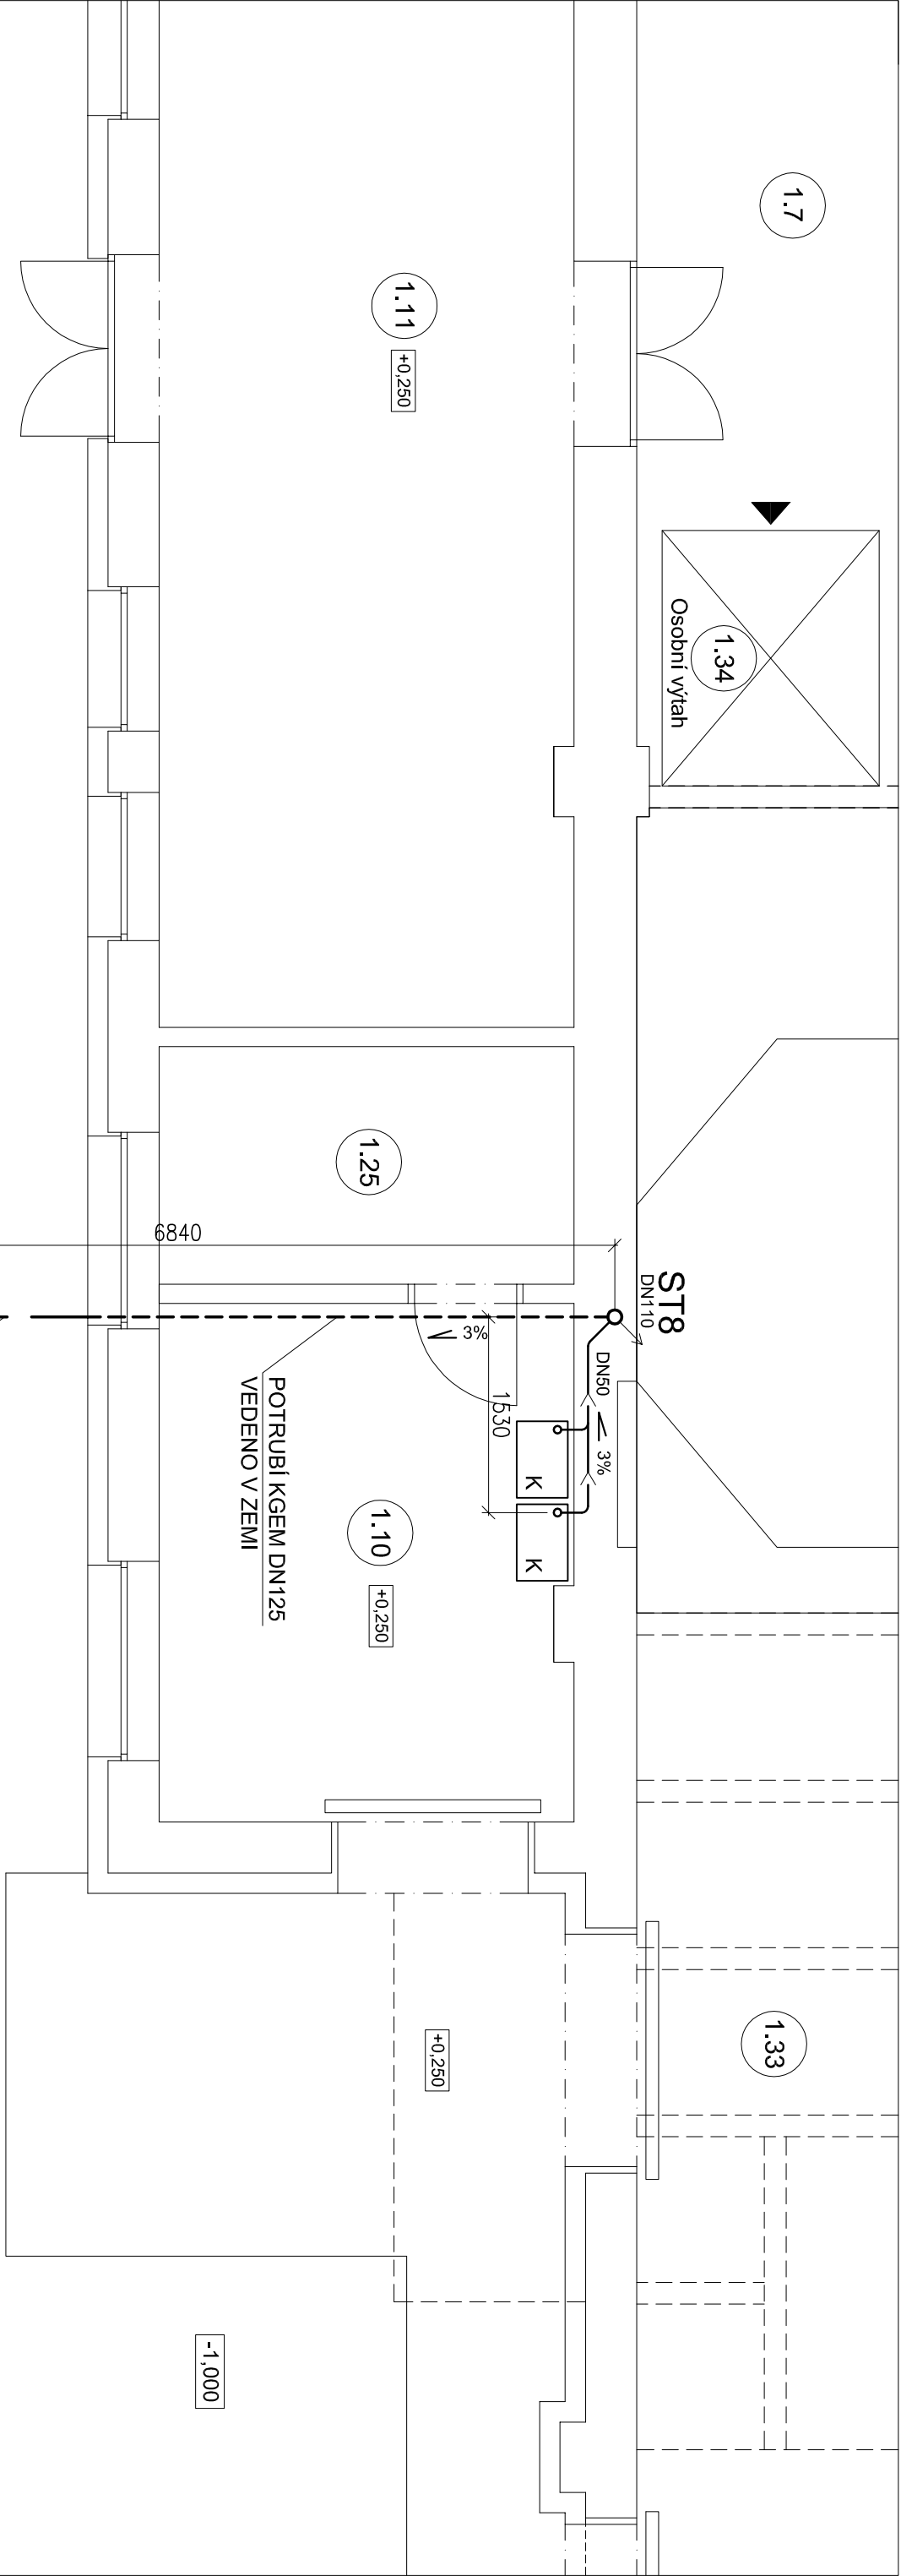 1.7
1.11
+0,250
1.34
Osobní výtah
1.25
6840
ST8
DN110
3%
DN50
3%
1530
K
K
POTRUBÍ KGEM DN125
VEDENO V ZEMI
1.10
+0,250
1.33
+0,250
-1,000